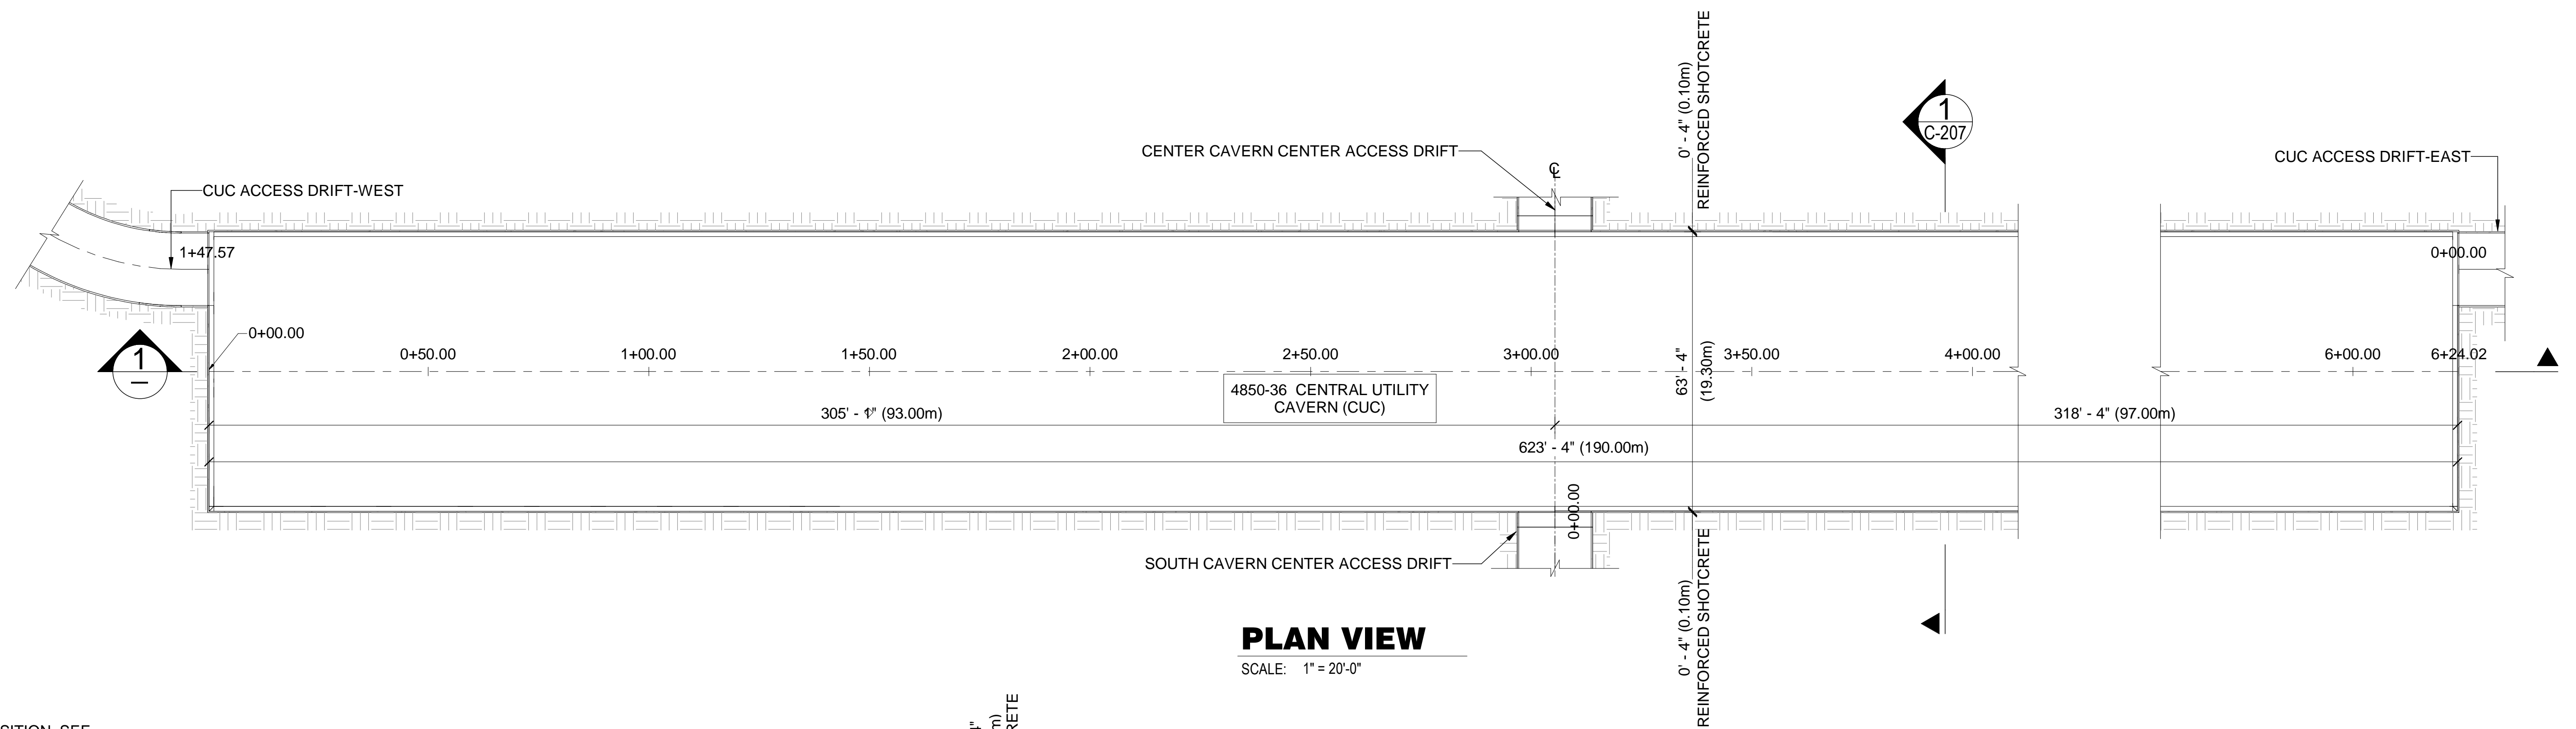 0' - 4" (0.10m)
REINFORCED SHOTCRETE
1
C-207
CENTER CAVERN CENTER ACCESS DRIFT
℄
CUC ACCESS DRIFT-EAST
CUC ACCESS DRIFT-WEST
1+47.57
0+00.00
0+00.00
1
0+50.00
1+00.00
1+50.00
2+00.00
2+50.00
3+00.00
3+50.00
4+00.00
6+00.00
6+24.02
63' - 4"
(19.30m)
4850-36 CENTRAL UTILITY
CAVERN (CUC)
305' - 1" (93.00m)
318' - 4" (97.00m)
623' - 4" (190.00m)
0+00.00
SOUTH CAVERN CENTER ACCESS DRIFT
0' - 4" (0.10m)
REINFORCED SHOTCRETE
PLAN VIEW
SCALE: 1" = 20'-0"